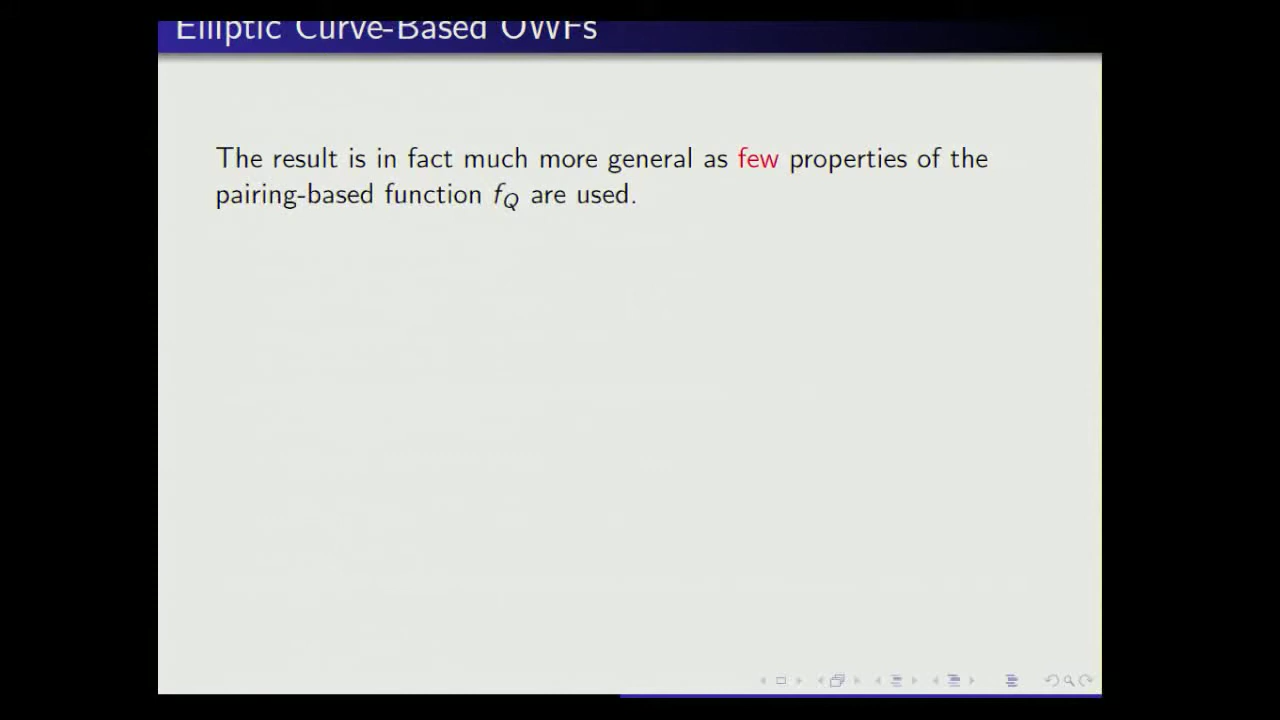 Elliptic Curve-Based OWFs
The result is in fact much more general as few properties of the
pairing-based function f_Q are used.